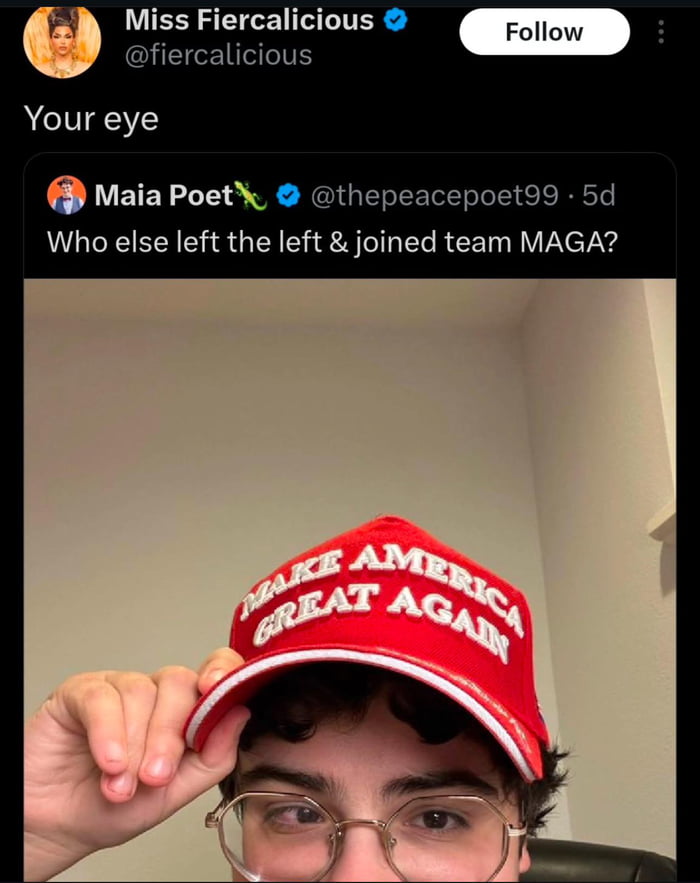 Miss Fiercalicious
Follow
@fiercalicious
Your eye
Maia Poet🦎 @thepeacepoet99 · 5d
Who else left the left & joined team MAGA?
MAKE AMERICA
GREAT AGAIN